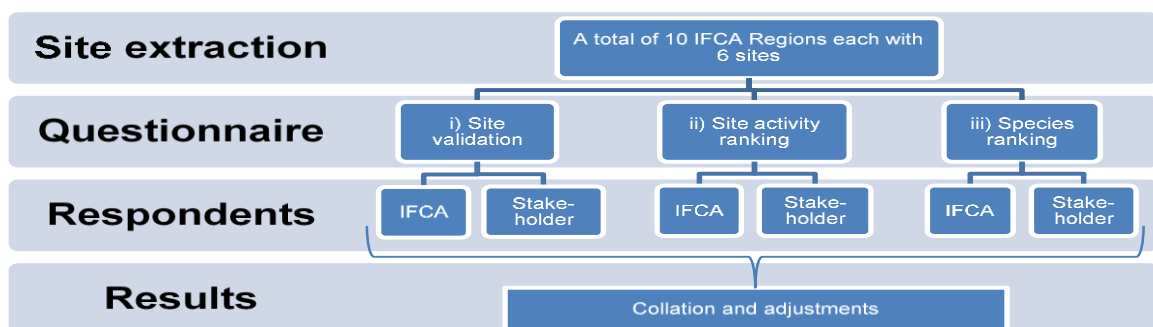 Site extraction
A total of 10 IFCA Regions each with
6 sites
Questionnaire
i) Site
validation
ii) Site activity
ranking
iii) Species
ranking
Respondents
IFCA
Stake-
holder
IFCA
Stake-
holder
IFCA
Stake-
holder
Results
Collation and adjustments